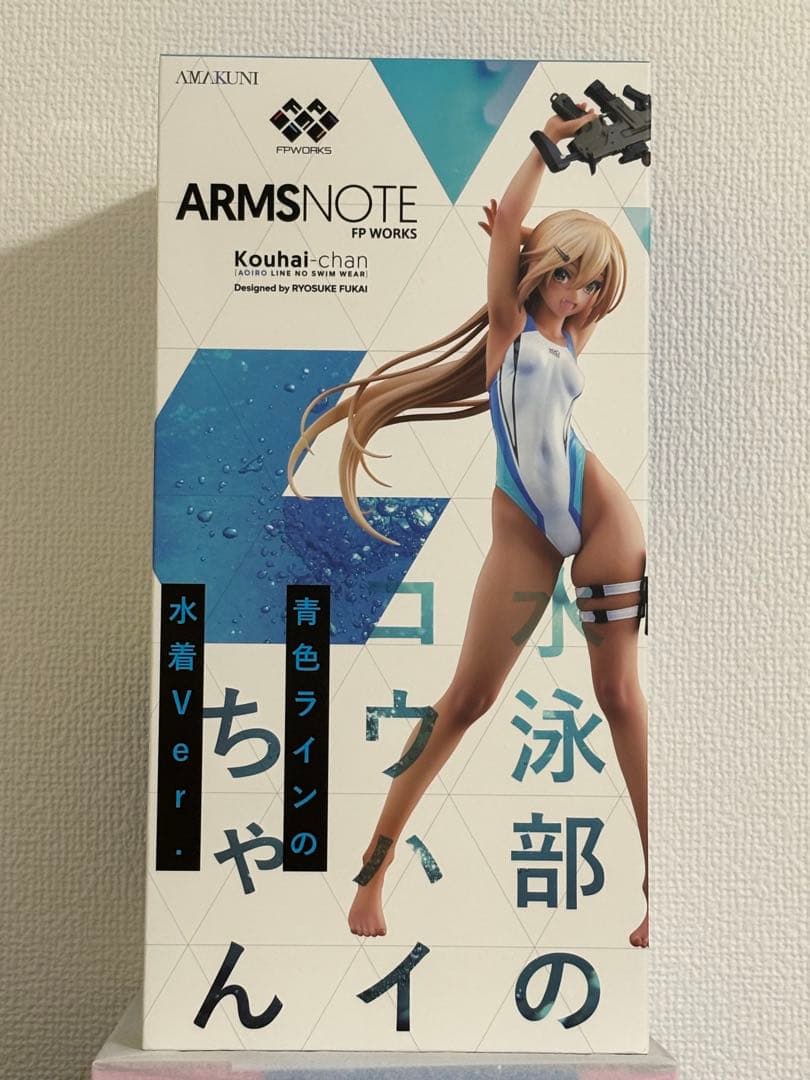 AMAKUNI
FPWORKS
ARMSNOTE
FP WORKS
Kouhai-chan
[AOIRO LINE NO SWIM WEAR]
Designed by RYOSUKE FUKAI
水泳部の
コウハイ
ちゃん
青色ラインの
水着Ver.